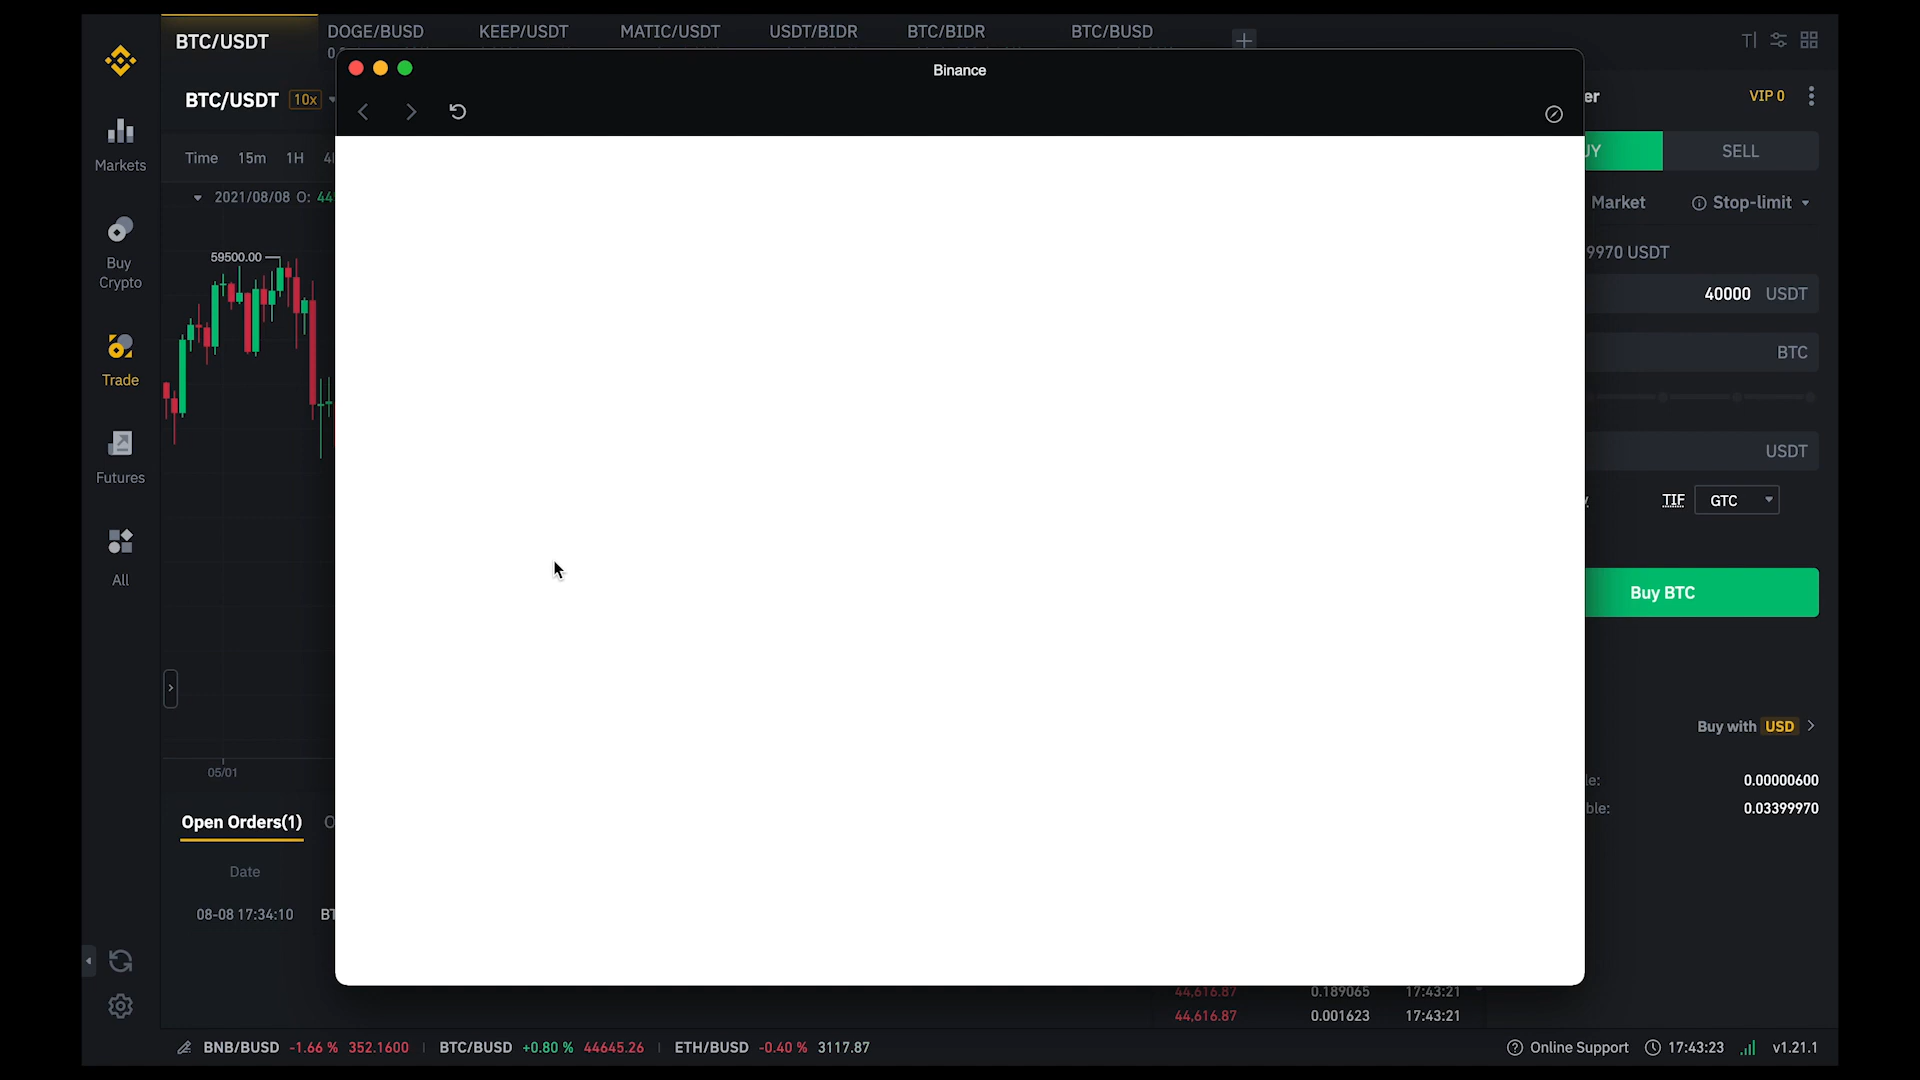 BTC/USDT
DOGE/BUSD
KEEP/USDT
MATIC/USDT
USDT/BIDR
BTC/BIDR
BTC/BUSD
Binance
BTC/USDT 10x
VIP 0
Markets
Time 15m 1H
SELL
2021/08/08 O: 44
Market
Stop-limit
59500.00
Buy
Crypto
9970 USDT
40000 USDT
BTC
Trade
USDT
Futures
TIF GTC
All
Buy BTC
Buy with USD
05/01
0.00000600
0.03399970
Open Orders(1)
Date
08-08 17:34:10
44,616.87 0.189065 17:43:21
44,616.87 0.001623 17:43:21
BNB/BUSD -1.66 % 352.1600 BTC/BUSD +0.80 % 44645.26 ETH/BUSD -0.40 % 3117.87
Online Support 17:43:23 v1.21.1